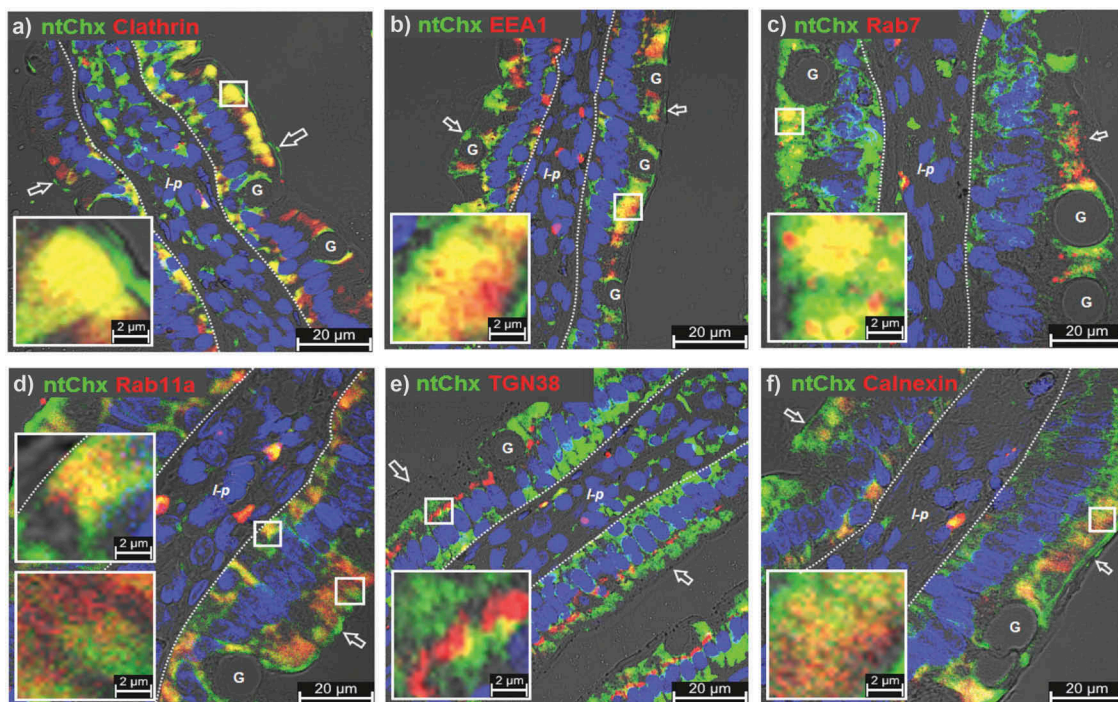 a) ntChx Clathrin
G
l-p
G
2 µm
20 µm
b) ntChx EEA1
G
G
G
l-p
G
2 µm
20 µm
c) ntChx Rab7
G
l-p
G
G
2 µm
20 µm
d) ntChx Rab11a
l-p
2 µm
G
2 µm
20 µm
e) ntChx TGN38
G
l-p
2 µm
20 µm
f) ntChx Calnexin
l-p
G
2 µm
20 µm